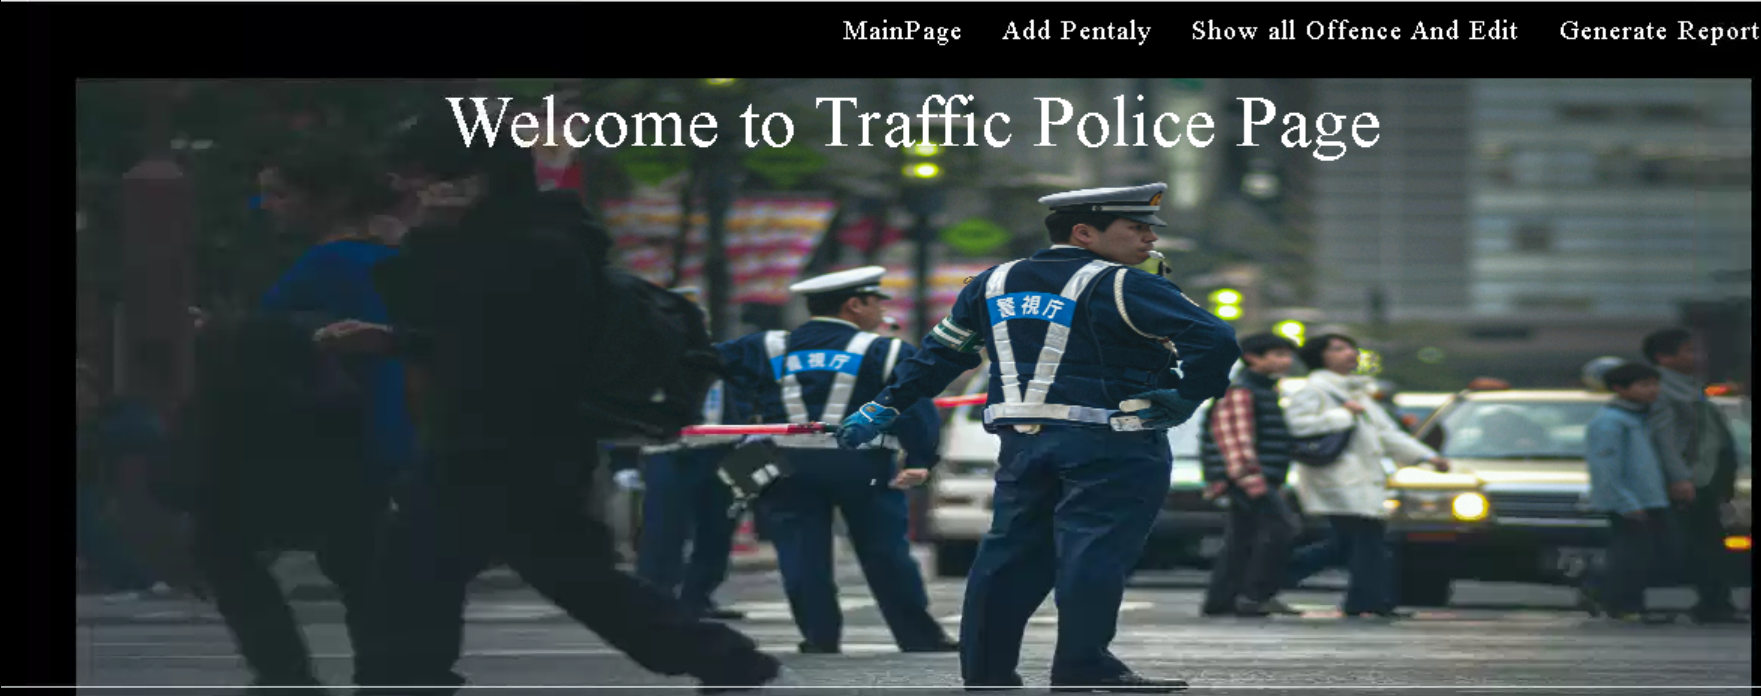 MainPage Add Pentaly Show all Offence And Edit Generate Report
Welcome to Traffic Police Page
警視庁
視庁